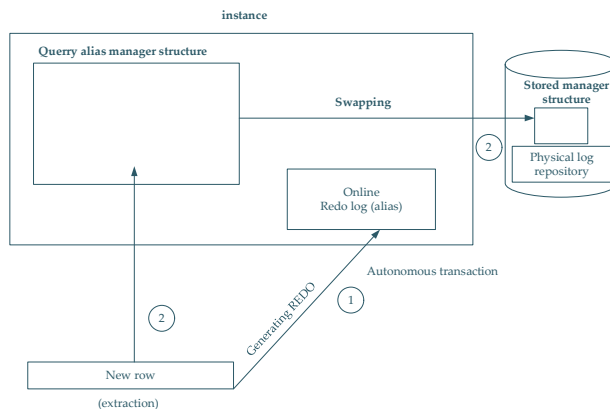 instance
Querry alias manager structure
Swapping
Stored manager
structure
2
Physical log
repository
Online
Redo log (alias)
Autonomous transaction
Generating REDO
1
2
New row
(extraction)